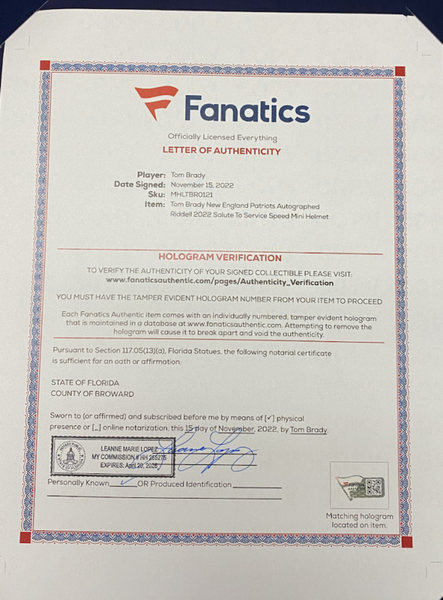 Fanatics
Officially Licensed Everything
LETTER OF AUTHENTICITY
Player: Tom Brady
Date Signed: November 15, 2022
Sku: MHLTBR0121
Item: Tom Brady New England Patriots Autographed
Riddell 2022 Salute To Service Speed Mini Helmet
HOLOGRAM VERIFICATION
TO VERIFY THE AUTHENTICITY OF YOUR SIGNED COLLECTIBLE PLEASE VISIT:
www.fanaticsauthentic.com/pages/Authenticity_Verification
YOU MUST HAVE THE TAMPER EVIDENT HOLOGRAM NUMBER FROM YOUR ITEM TO PROCEED
Each Fanatics Authentic item comes with an individually numbered, tamper evident hologram
that is maintained in a database at www.fanaticsauthentic.com. Attempting to remove the
hologram will cause it to break apart and void the authenticity.
Pursuant to Section 117.05(13)(a), Florida Statues, the following notarial certificate
is sufficient for an oath or affirmation:
STATE OF FLORIDA
COUNTY OF BROWARD
Sworn to (or affirmed) and subscribed before me by means of [✓] physical
presence or [_] online notarization, this 15 day of November, 2022, by Tom Brady
LEANNE MARIE LOPEZ
MY COMMISSION # HH
EXPIRES: April 20, 2026
Personally Known ✓ OR Produced Identification
Matching hologram
located on item.